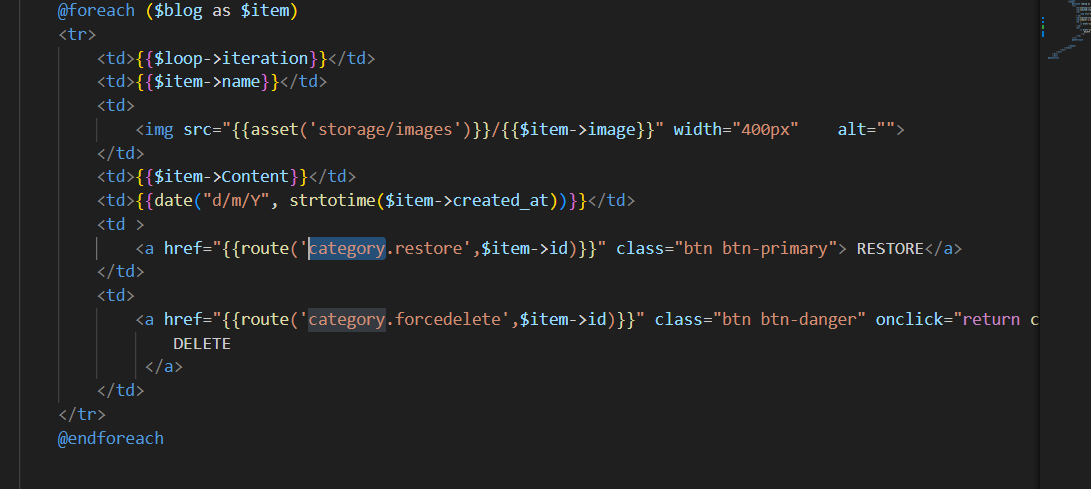 @foreach ($blog as $item)
<tr>
<td>{{$loop->iteration}}</td>
<td>{{$item->name}}</td>
<td>
<img src="{{asset('storage/images')}}/{{$item->image}}" width="400px"    alt="">
</td>
<td>{{$item->Content}}</td>
<td>{{date("d/m/Y", strtotime($item->created_at))}}</td>
<td >
<a href="{{route('category.restore',$item->id)}}" class="btn btn-primary"> RESTORE</a>
</td>
<td>
<a href="{{route('category.forcedelete',$item->id)}}" class="btn btn-danger" onclick="return c
DELETE
</a>
</td>
</tr>
@endforeach